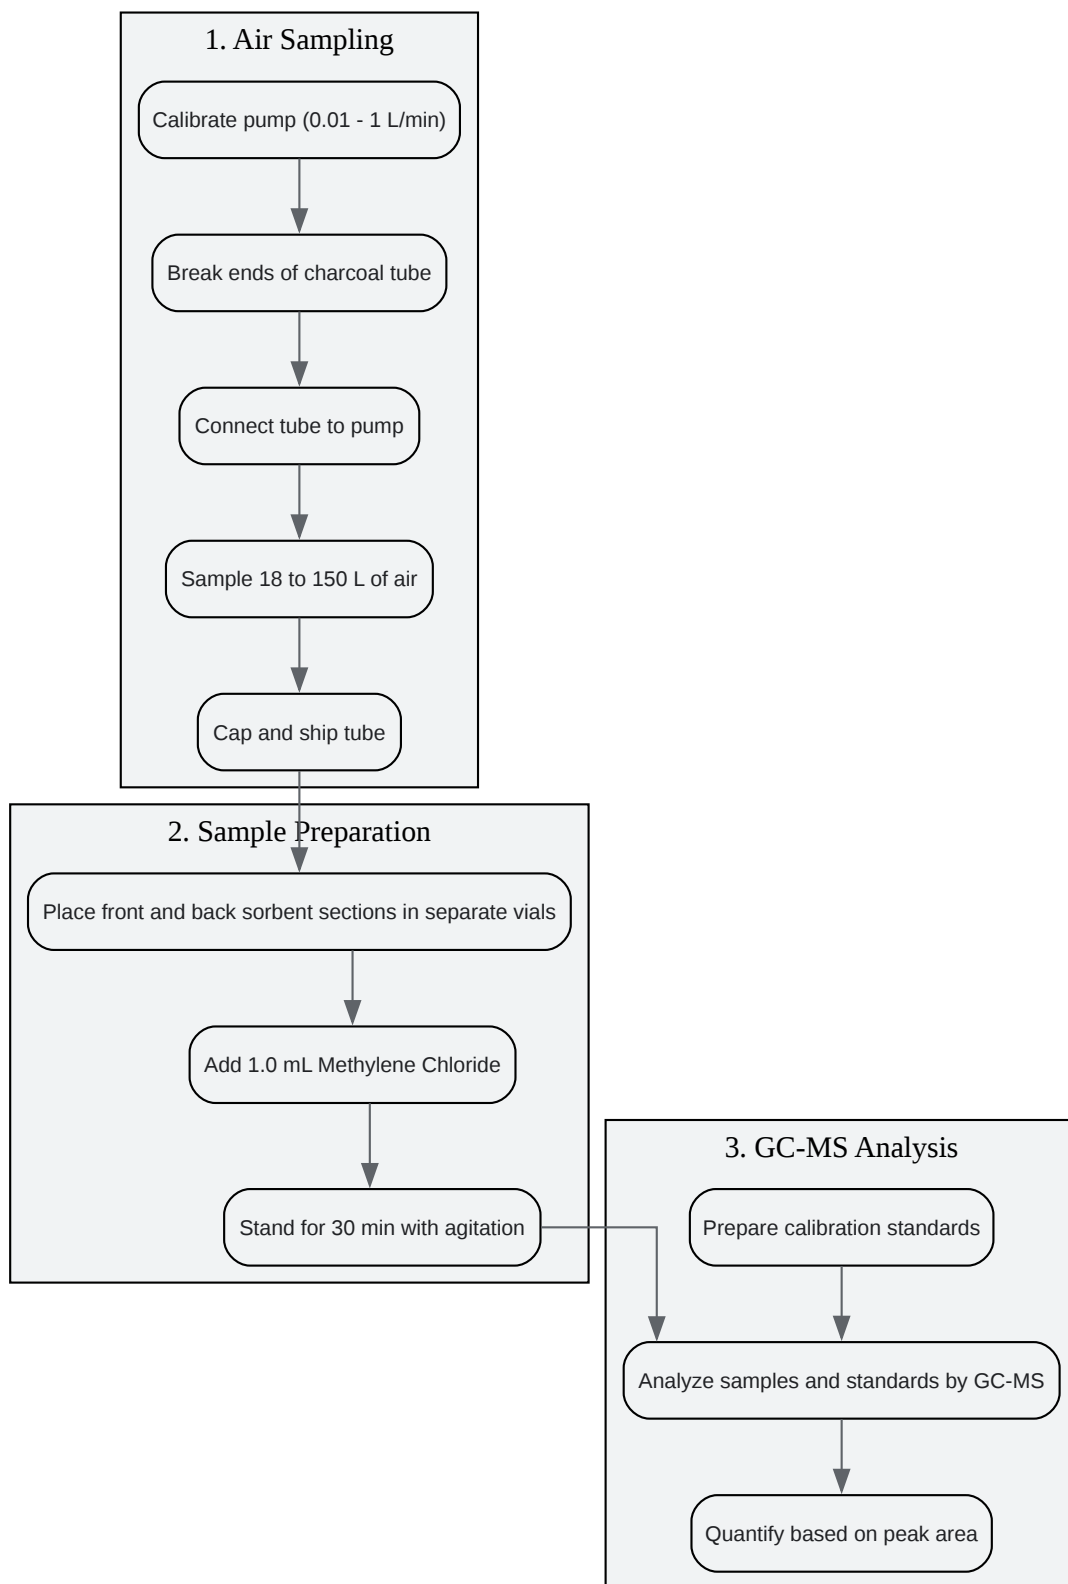 1. Air Sampling
Calibrate pump (0.01 - 1 L/min)
Break ends of charcoal tube
Connect tube to pump
Sample 18 to 150 L of air
Cap and ship tube
2. Sample Preparation
Place front and back sorbent sections in separate vials
Add 1.0 mL Methylene Chloride
Stand for 30 min with agitation
3. GC-MS Analysis
Prepare calibration standards
Analyze samples and standards by GC-MS
Quantify based on peak area